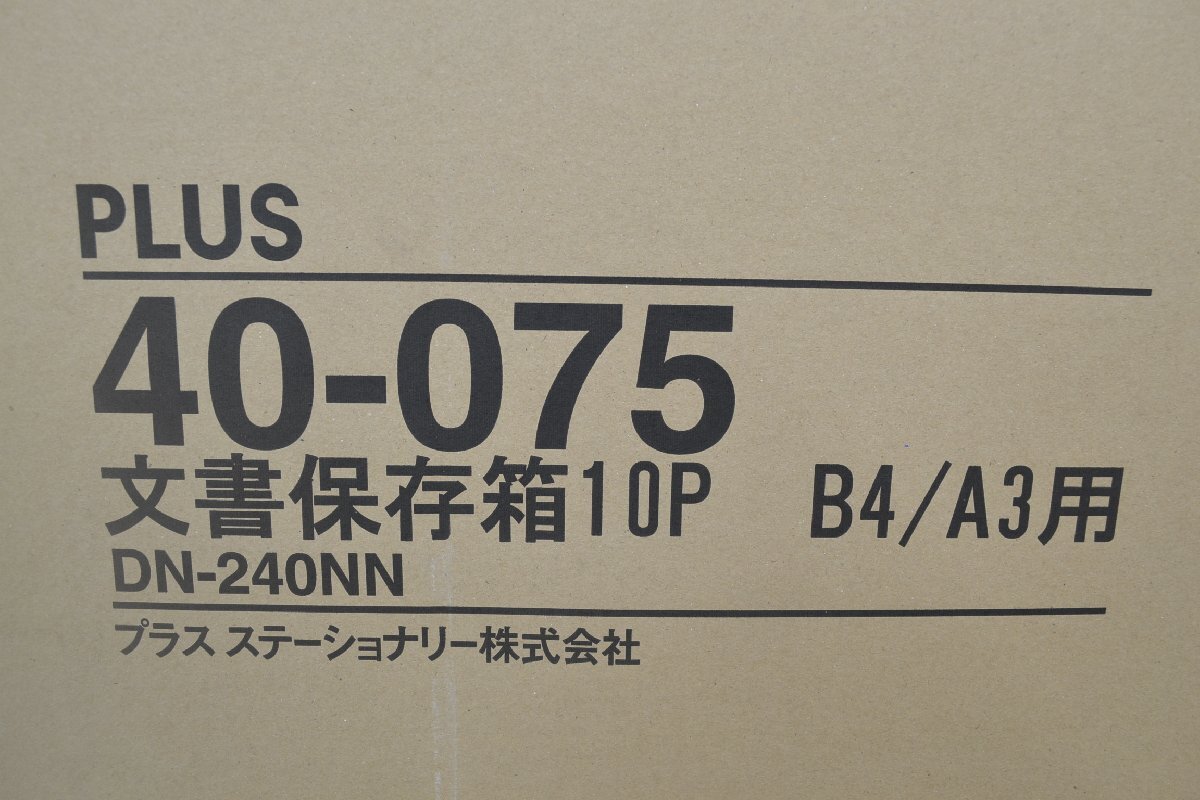 PLUS
40-075
文書保存箱10P B4/A3用
DN-240NN
プラス ステーショナリー株式会社